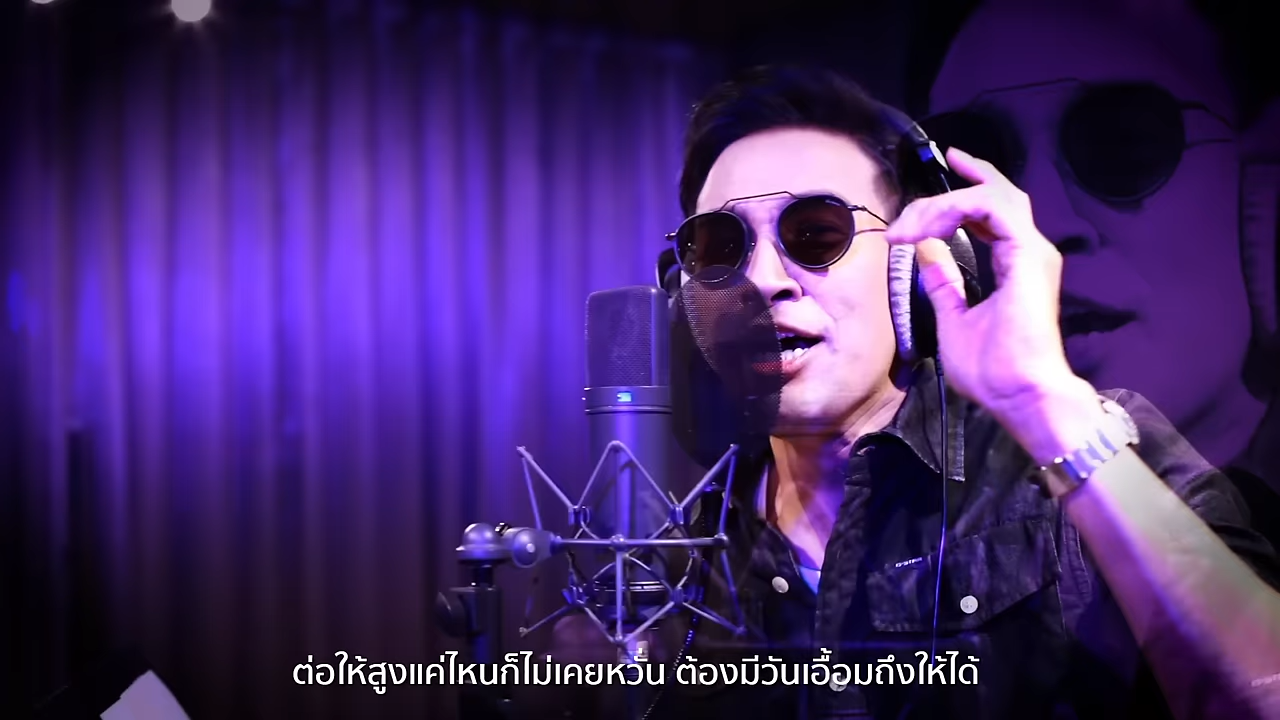 G-STAR
ต่อให้สูงแค่ไหนก็ไม่เคยหวั่น ต้องมีวันเอื้อมถึงให้ได้